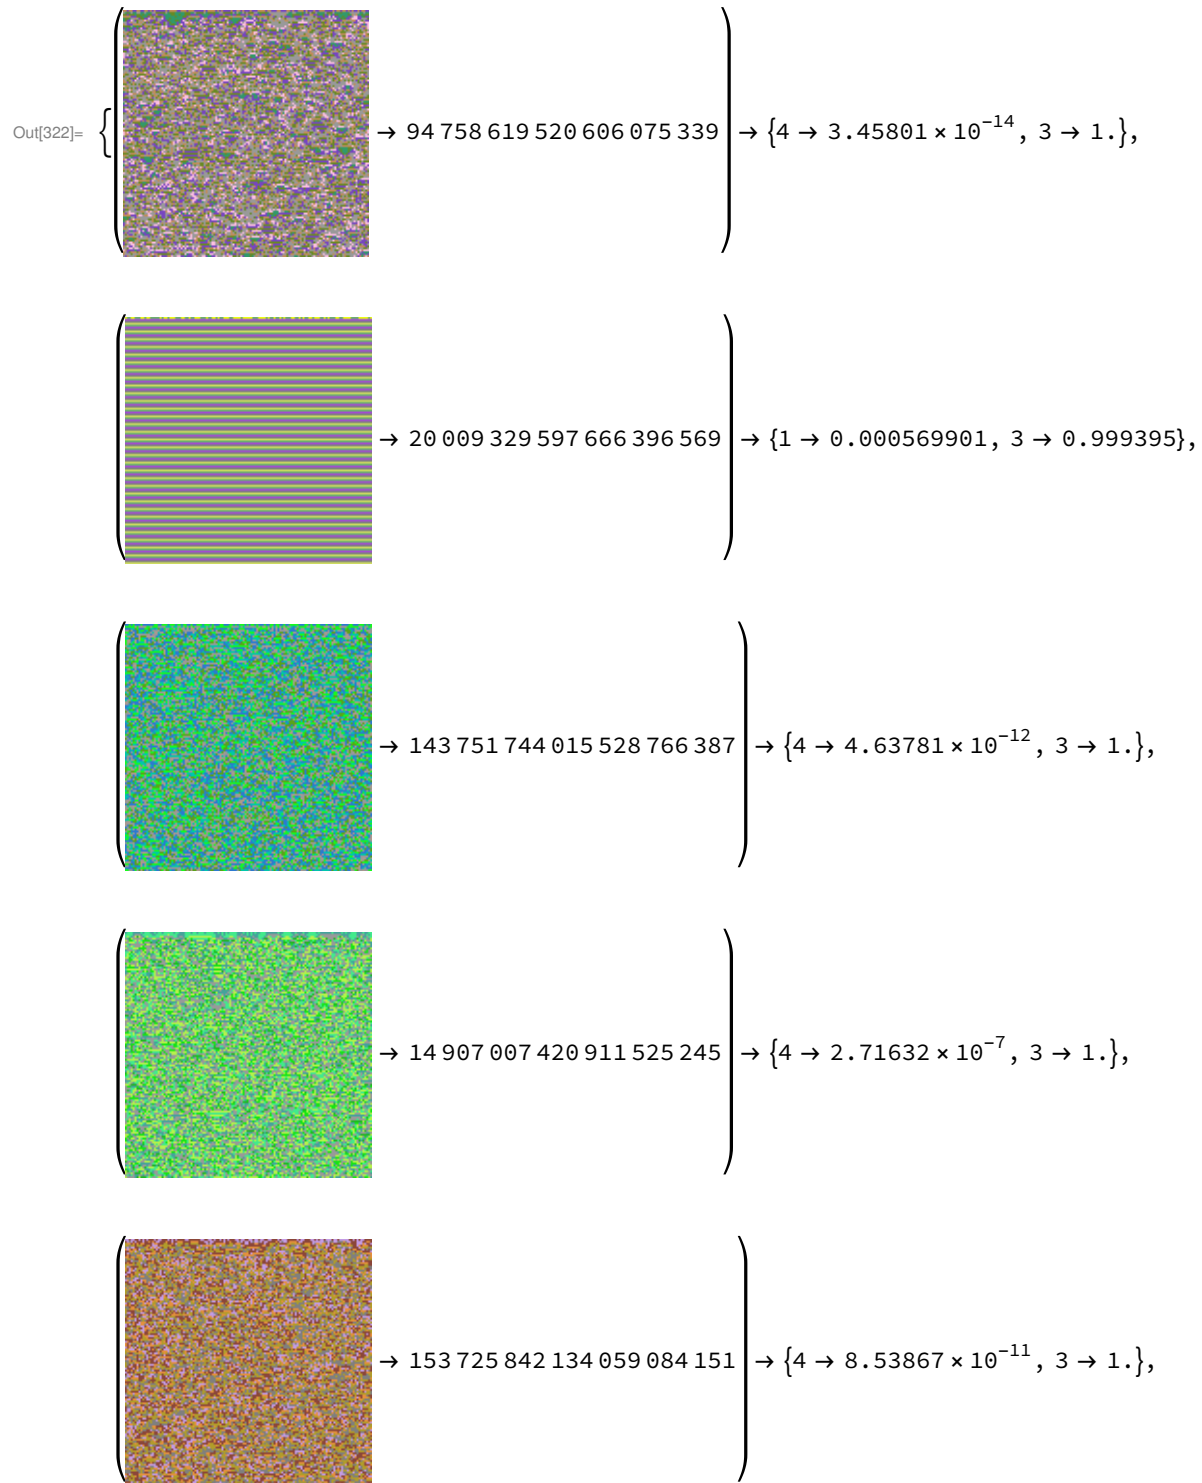 Out[322]= {( → 94 758 619 520 606 075 339) → {4 → 3.45801 × 10^-14, 3 → 1.},
( → 20 009 329 597 666 396 569) → {1 → 0.000569901, 3 → 0.999395},
( → 143 751 744 015 528 766 387) → {4 → 4.63781 × 10^-12, 3 → 1.},
( → 14 907 007 420 911 525 245) → {4 → 2.71632 × 10^-7, 3 → 1.},
( → 153 725 842 134 059 084 151) → {4 → 8.53867 × 10^-11, 3 → 1.},